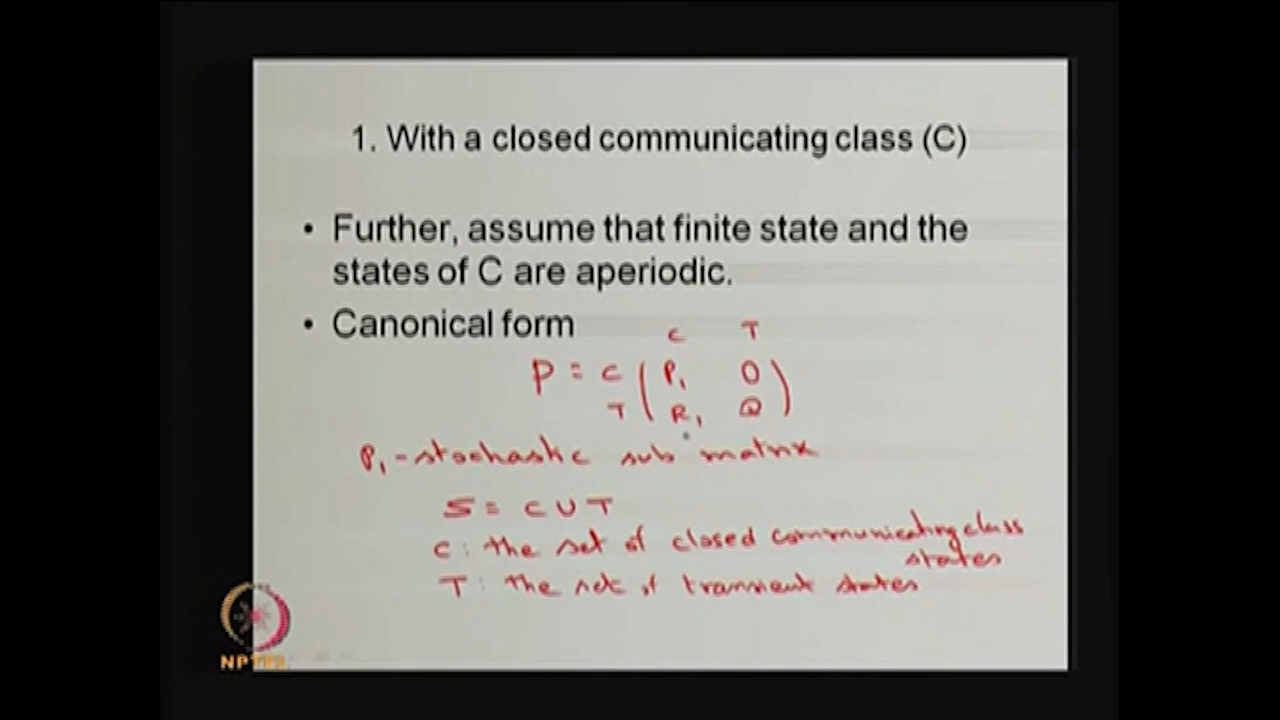 1. With a closed communicating class (C)
• Further, assume that finite state and the
states of C are aperiodic.
• Canonical form
C T
P = C ( P₁ 0 )
T ( R₁ Q )
P₁ - stochastic sub matrix
S = C ∪ T
C : the set of closed communicating class
states
T : the set of transient states
NPTEL